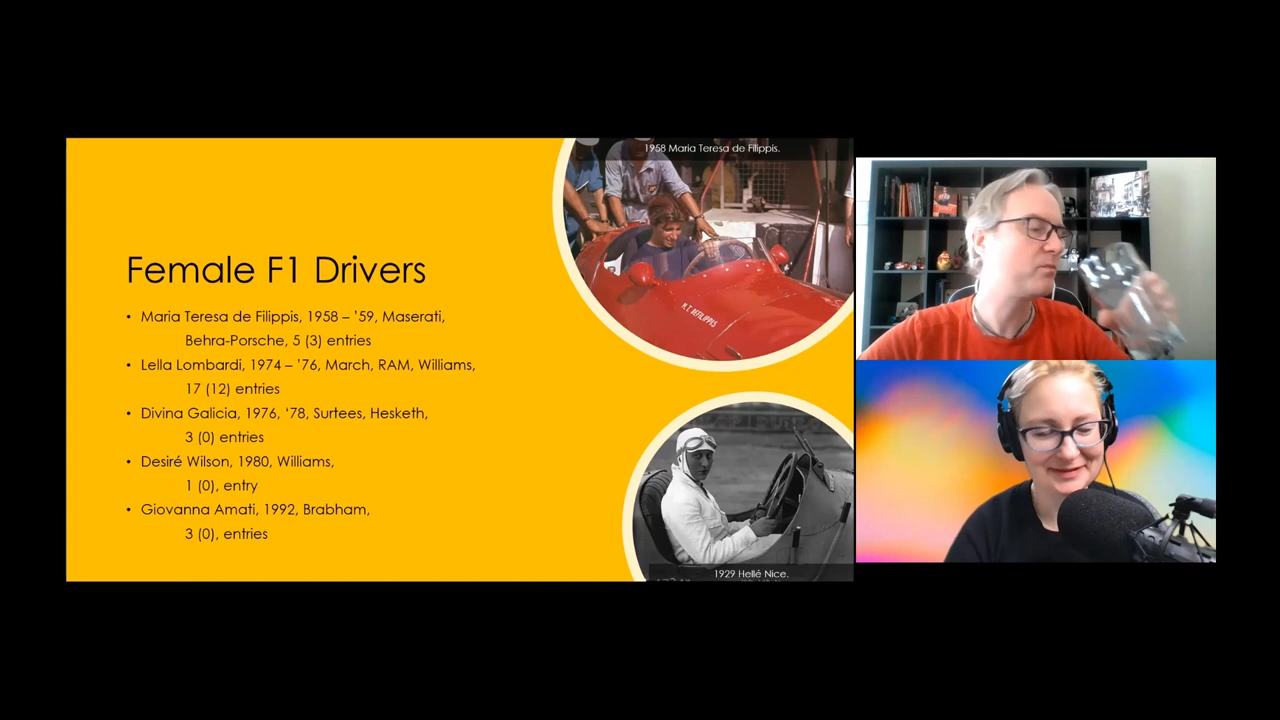 1958 Maria Teresa de Filippis.
M.T. DEFILIPPIS
Female F1 Drivers
• Maria Teresa de Filippis, 1958 – ’59, Maserati,
Behra-Porsche, 5 (3) entries
• Lella Lombardi, 1974 – ’76, March, RAM, Williams,
17 (12) entries
• Divina Galicia, 1976, ‘78, Surtees, Hesketh,
3 (0) entries
• Desiré Wilson, 1980, Williams,
1 (0), entry
• Giovanna Amati, 1992, Brabham,
3 (0), entries
1929 Hellé Nice.